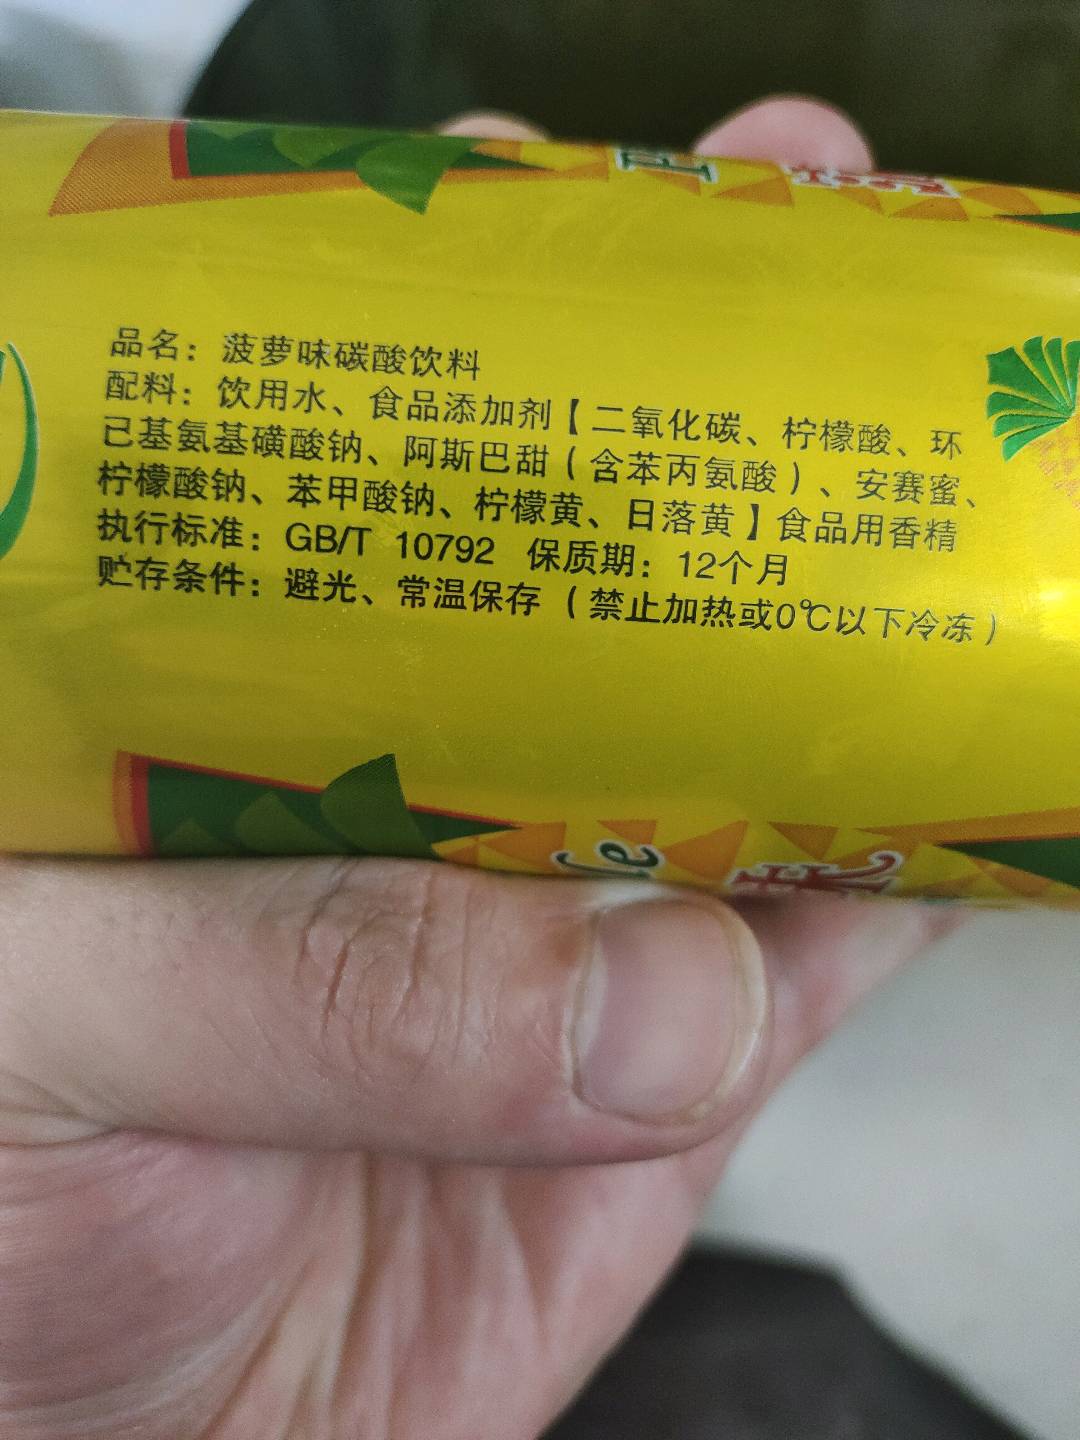 品名：菠萝味碳酸饮料
配料：饮用水、食品添加剂【二氧化碳、柠檬酸、环
己基氨基磺酸钠、阿斯巴甜（含苯丙氨酸）、安赛蜜、
柠檬酸钠、苯甲酸钠、柠檬黄、日落黄】食品用香精
执行标准：GB/T 10792 保质期：12个月
贮存条件：避光、常温保存（禁止加热或0℃以下冷冻）